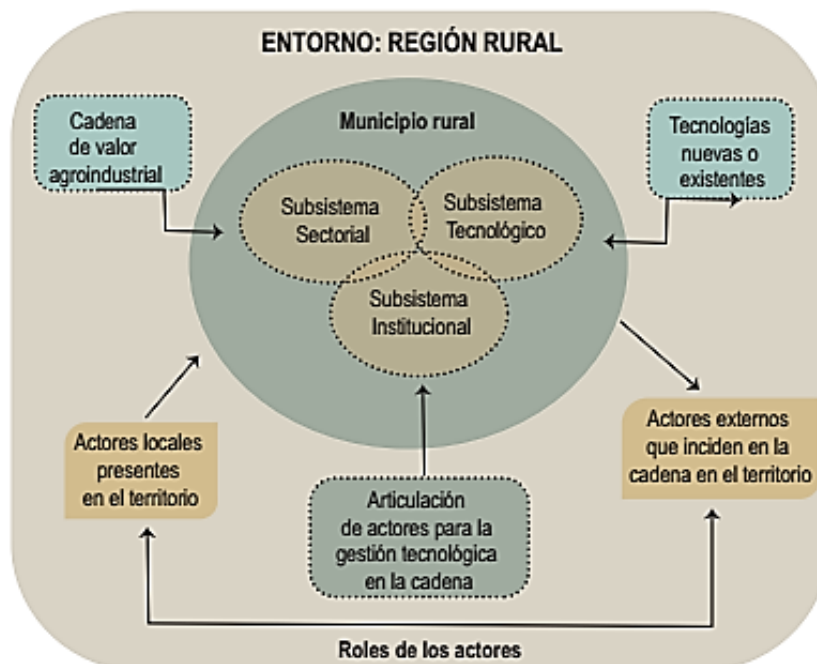 ENTORNO: REGIÓN RURAL
Cadena
de valor
agroindustrial
Municipio rural
Tecnologías
nuevas o
existentes
Subsistema
Sectorial
Subsistema
Tecnológico
Subsistema
Institucional
Actores locales
presentes
en el territorio
Articulación
de actores para la
gestión tecnológica
en la cadena
Actores externos
que inciden en la
cadena en el territorio
Roles de los actores